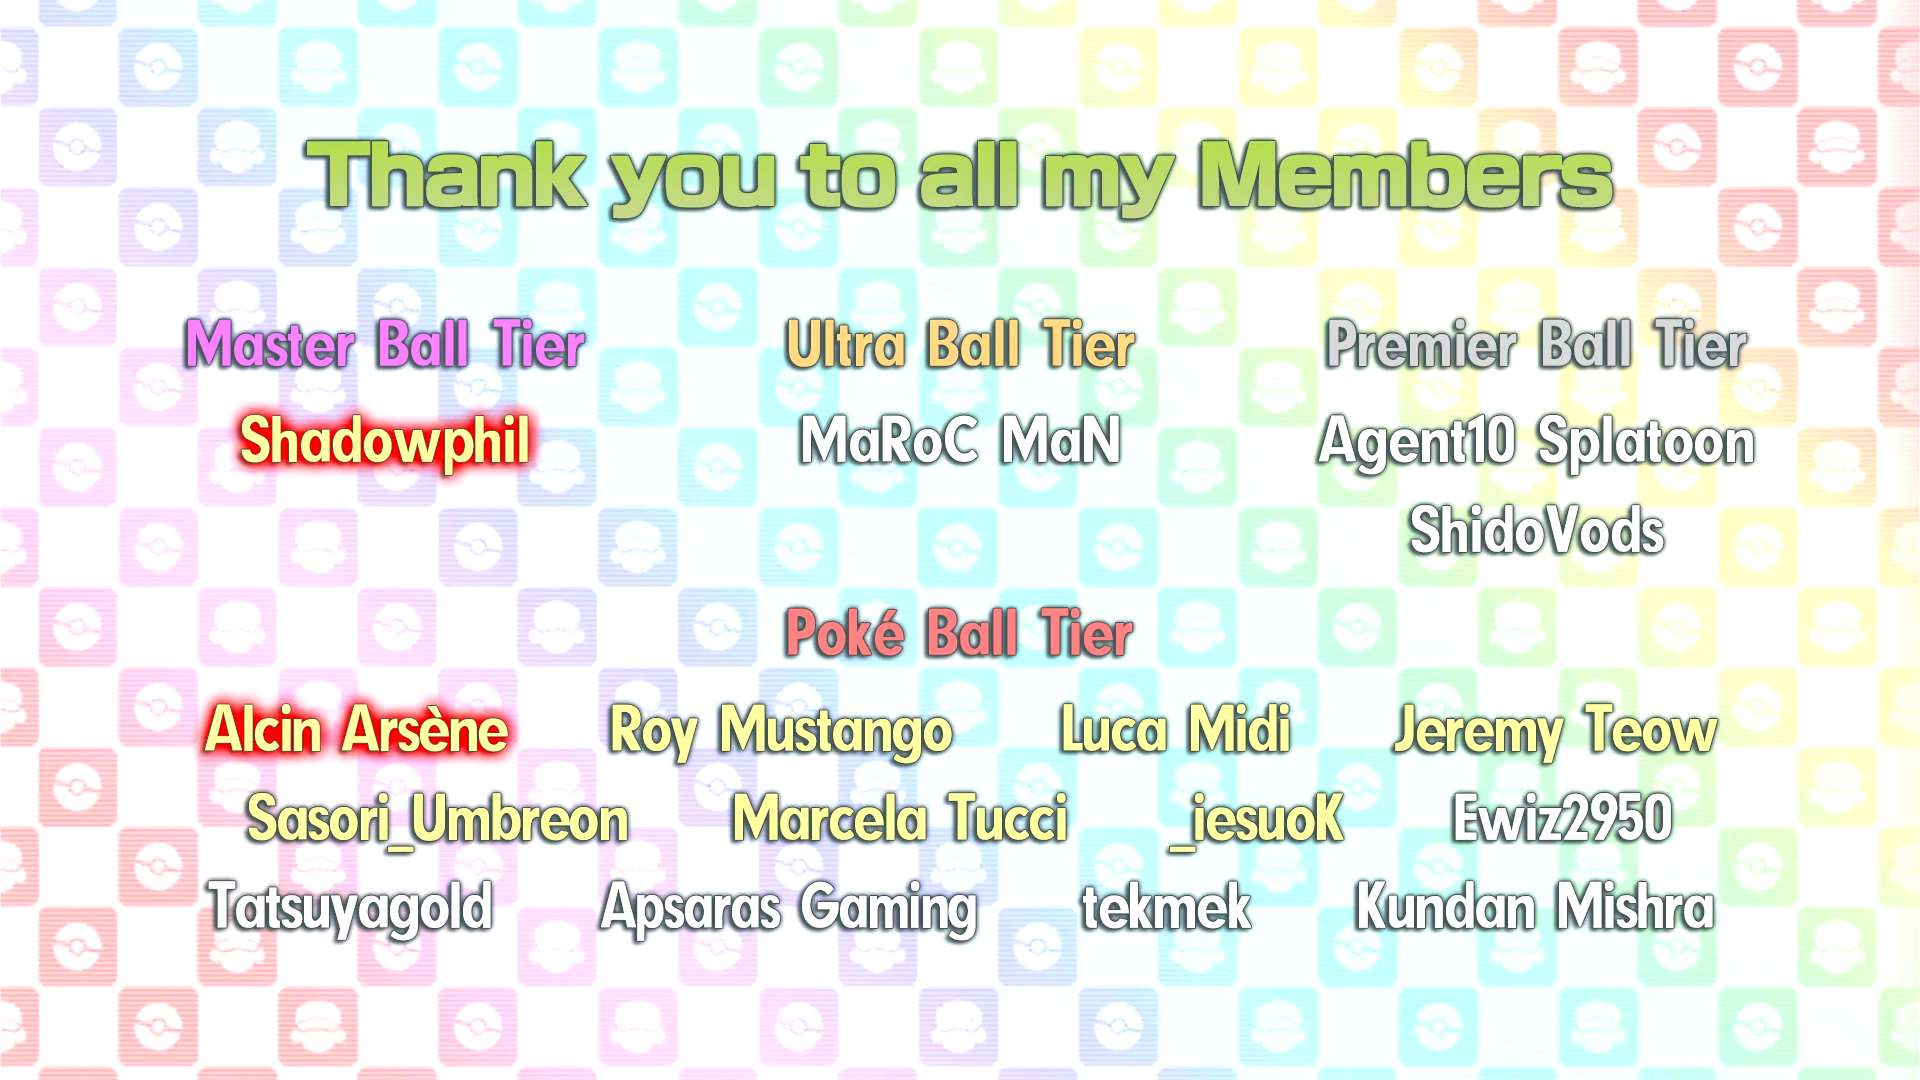 Thank you to all my Members
Master Ball Tier Ultra Ball Tier Premier Ball Tier
Shadowphil MaRoC MaN Agent10 Splatoon
ShidoVods
Poké Ball Tier
Alcin Arsène Roy Mustango Luca Midi Jeremy Teow
Sasori_Umbreon Marcela Tucci _iesuoK Ewiz2950
Tatsuyagold Apsaras Gaming tekmek Kundan Mishra